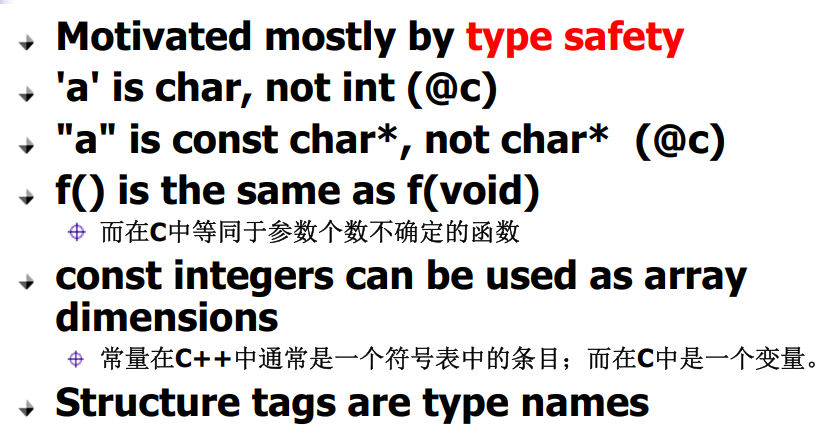 Motivated mostly by type safety
'a' is char, not int (@c)
"a" is const char*, not char* (@c)
f() is the same as f(void)
而在C中等同于参数个数不确定的函数
const integers can be used as array
dimensions
常量在C++中通常是一个符号表中的条目；而在C中是一个变量。
Structure tags are type names